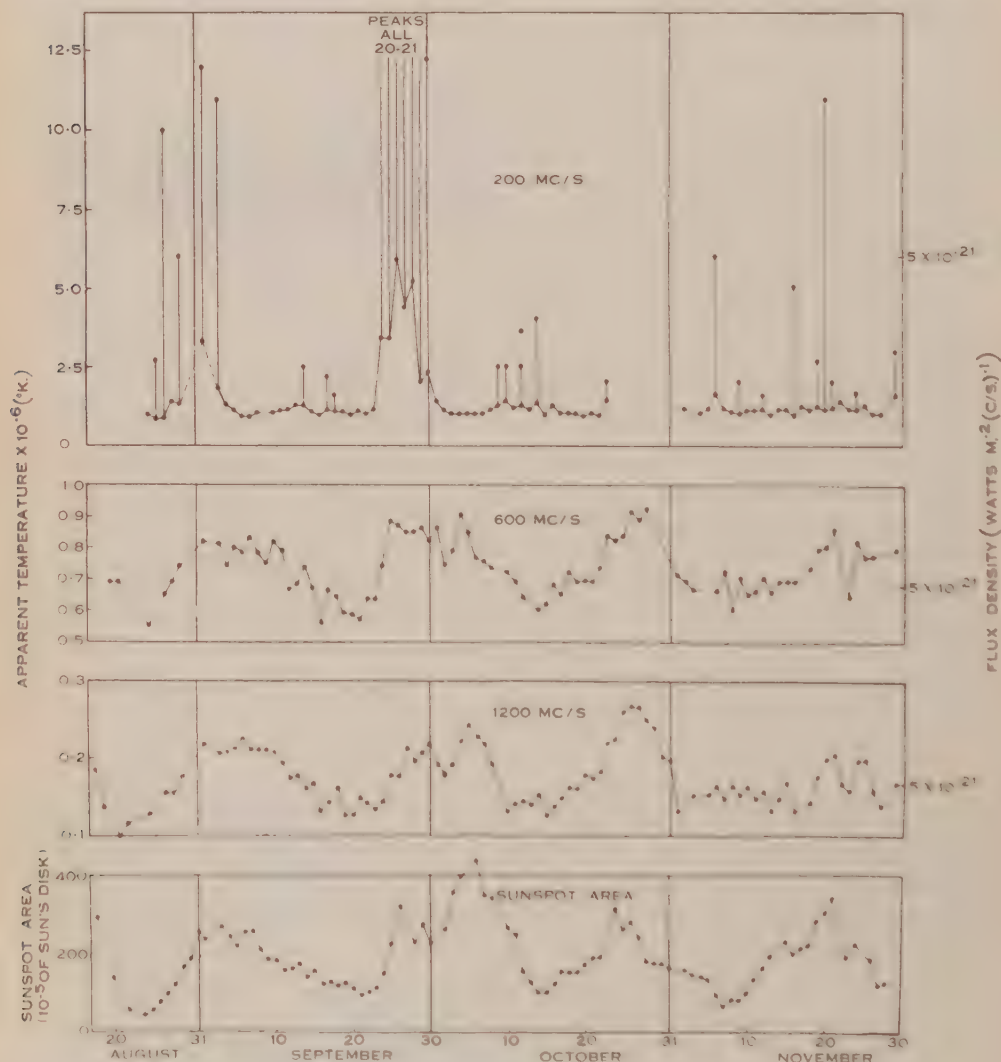 PEAKS
ALL
20-21
12·5
10·0
7·5
5·0
2·5
0
200 MC/S
5 X 10⁻²¹
APPARENT TEMPERATURE X 10⁻⁶ (°K.)
FLUX DENSITY (WATTS M.⁻² (C/S)⁻¹)
1·0
0·9
0·8
0·7
0·6
0·5
600 MC/S
5 X 10⁻²¹
0·3
0·2
0·1
1200 MC/S
5 X 10⁻²¹
SUNSPOT AREA
(10⁻⁵ OF SUN'S DISK)
400
200
0
SUNSPOT AREA
20 31 10 20 30 10 20 31 10 20 30
AUGUST SEPTEMBER OCTOBER NOVEMBER